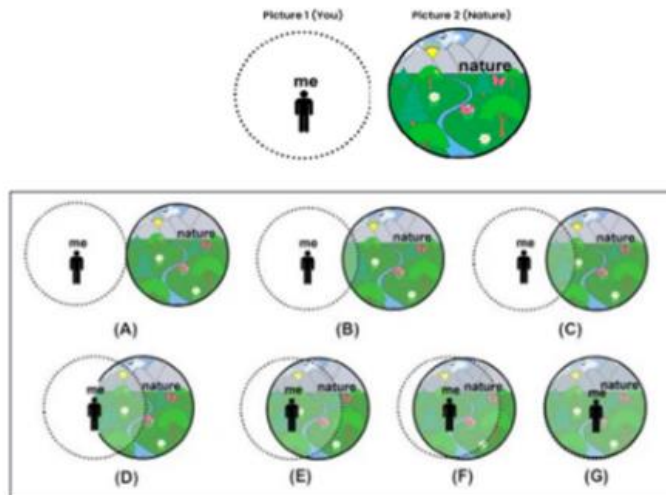 Picture 1 (You) Picture 2 (Nature)
me nature
me nature me nature me nature
(A) (B) (C)
me nature me nature me nature me nature
(D) (E) (F) (G)